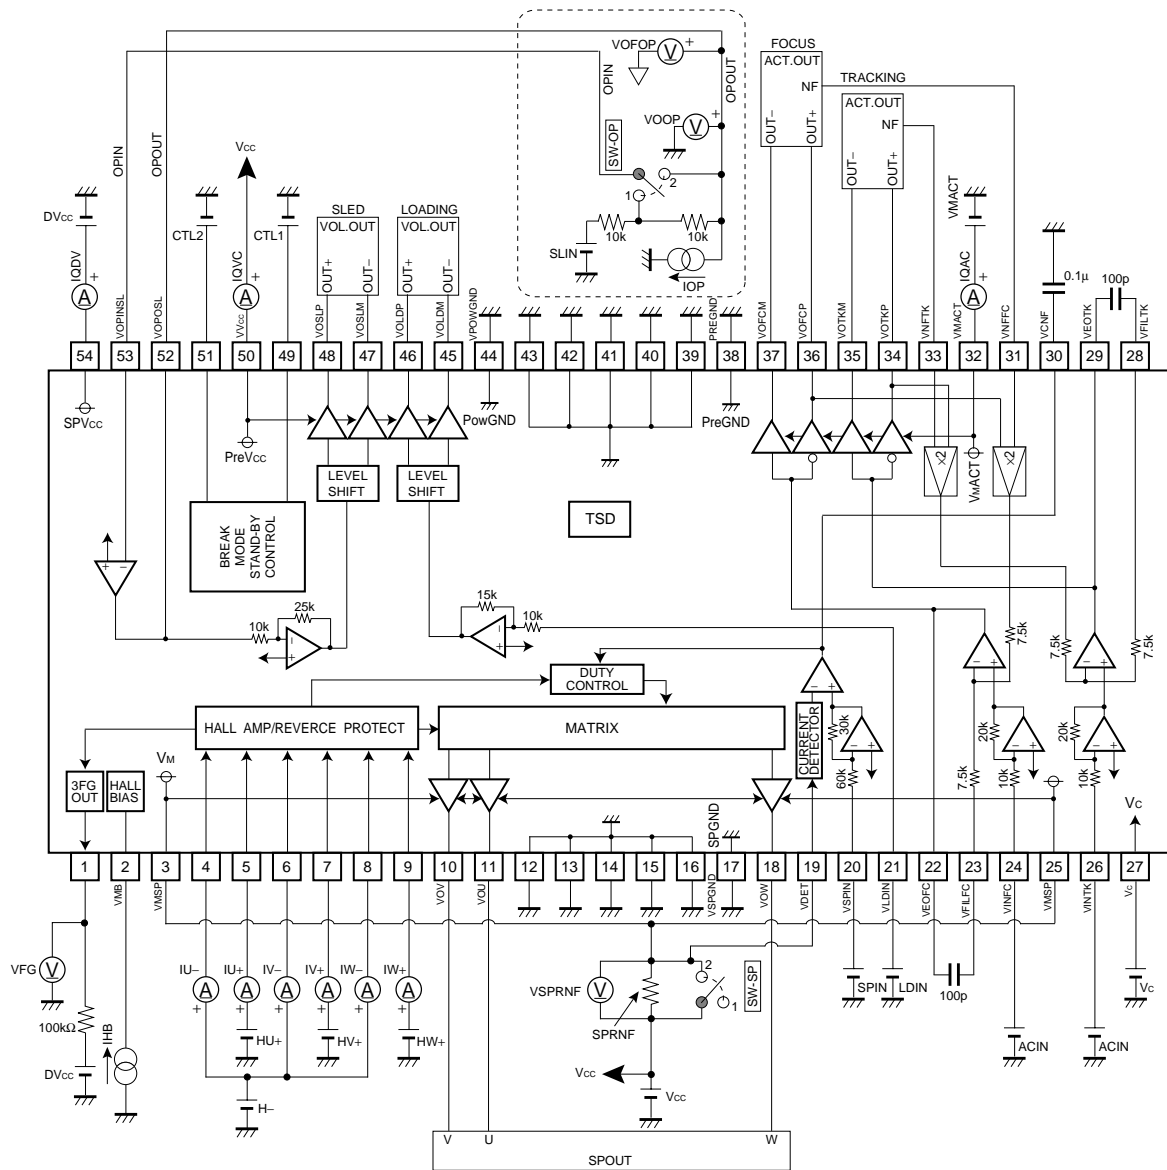 VOFOP
+
V
OPIN
OPOUT
VOOP
+
V
SW-OP
1
2
10k
10k
SLIN
IOP
FOCUS
ACT.OUT
NF
OUT−
OUT+
TRACKING
ACT.OUT
NF
OUT−
OUT+
OPIN
OPOUT
Vcc
DVcc
IQDV
+
A
CTL2
IQVC
+
A
CTL1
SLED
VOL.OUT
OUT+
OUT−
LOADING
VOL.OUT
OUT+
OUT−
VMACT
IQAC
+
A
0.1μ
100p
VOPINSL
VOPOSL
VVcc
VOSLP
VOSLM
VOLDP
VOLDM
VPOWGND
PREGND
VOFCM
VOFCP
VOTKM
VOTKP
VNFTK
VMACT
VNFFC
VCNF
VEOTK
VFILTK
54
53
52
51
50
49
48
47
46
45
44
43
42
41
40
39
38
37
36
35
34
33
32
31
30
29
28
SPVcc
PreVcc
PowGND
PreGND
VMACT
×2
×2
LEVEL
SHIFT
LEVEL
SHIFT
TSD
BREAK
MODE
STAND-BY
CONTROL
+
−
10k
25k
−
+
15k
10k
−
+
7.5k
7.5k
7.5k
−
+
−
+
DUTY
CONTROL
HALL AMP/REVERCE PROTECT
MATRIX
−
+
CURRENT
DETECTOR
30k
−
+
60k
20k
−
+
7.5k
10k
20k
−
+
10k
VM
3FG
OUT
HALL
BIAS
SPGND
Vc
1
2
3
4
5
6
7
8
9
10
11
12
13
14
15
16
17
18
19
20
21
22
23
24
25
26
27
VMB
VMSP
VOV
VOU
VSPGND
VOW
VDET
VSPIN
VLDIN
VEOFC
VFILFC
VINFC
VMSP
VINTK
Vc
VFG
V
100kΩ
DVcc
IHB
IU−
A
+
IU+
A
+
IV−
A
+
IV+
A
+
IW−
A
+
IW+
A
+
HU+
HV+
HW+
H−
VSPRNF
V
SPRNF
2
1
SW-SP
SPIN
LDIN
100p
ACIN
ACIN
Vc
Vcc
Vcc
V
U
W
SPOUT